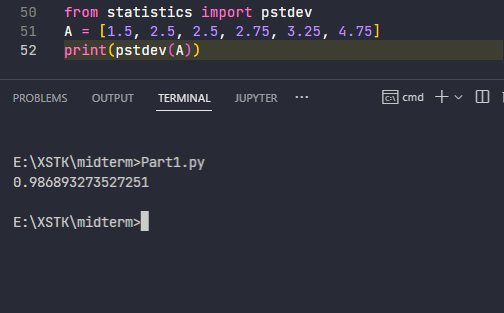 50 from statistics import pstdev
51 A = [1.5, 2.5, 2.5, 2.75, 3.25, 4.75]
52 print(pstdev(A))
PROBLEMS OUTPUT TERMINAL JUPYTER ··· cmd
E:\XSTK\midterm>Part1.py
0.986893273527251
E:\XSTK\midterm>